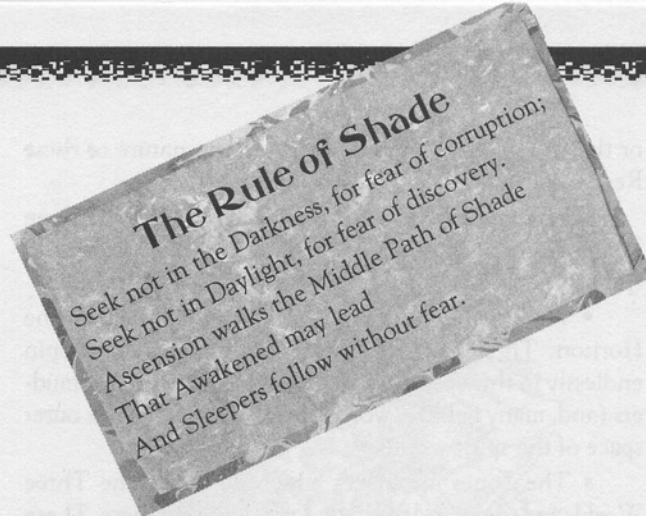 The Rule of Shade
Seek not in the Darkness, for fear of corruption;
Seek not in Daylight, for fear of discovery.
Ascension walks the Middle Path of Shade
That Awakened may lead
And Sleepers follow without fear.